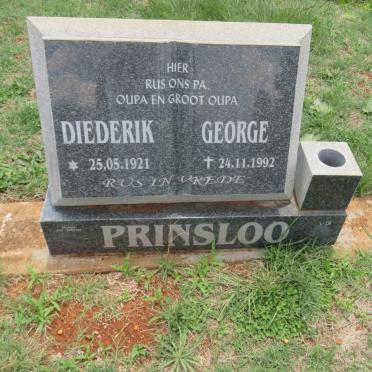 HIER
RUS ONS PA,
OUPA EN GROOT OUPA
DIEDERIK GEORGE
25.05.1921 24.11.1992
RUS IN VREDE
PRINSLOO